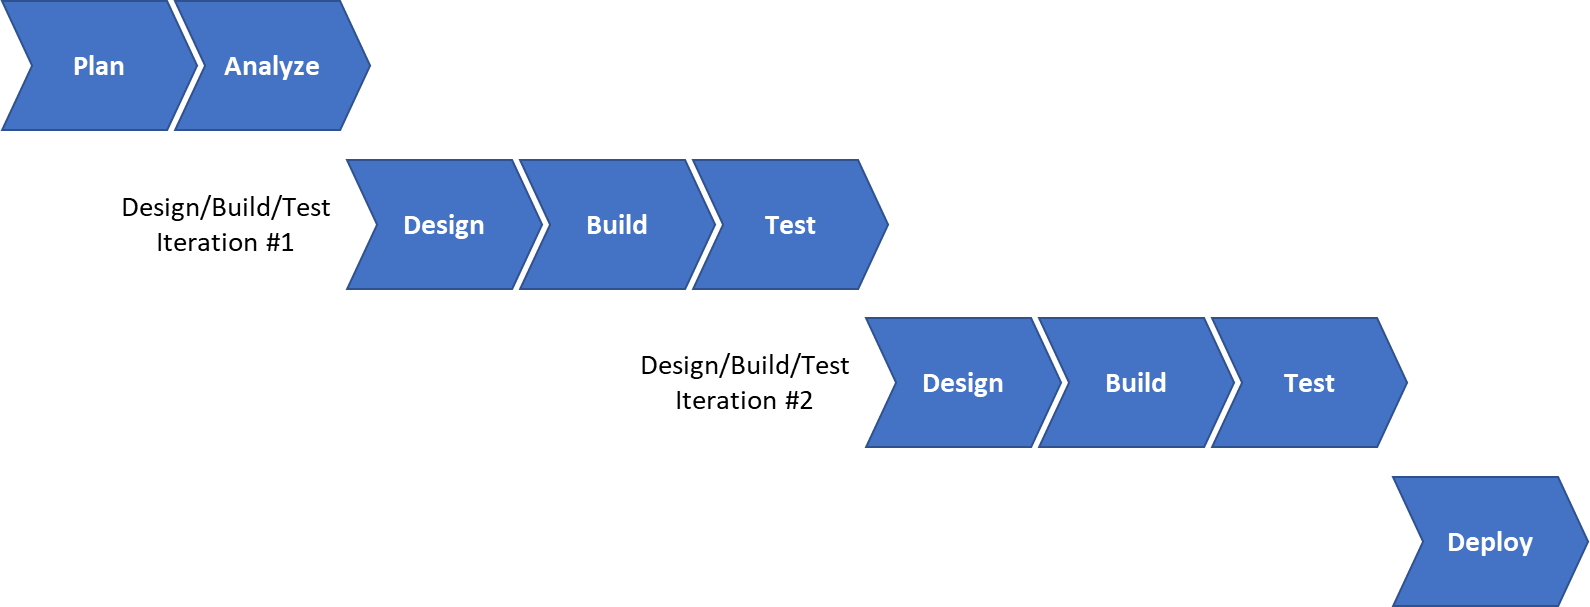 Plan
Analyze
Design/Build/Test
Iteration #1
Design
Build
Test
Design/Build/Test
Iteration #2
Design
Build
Test
Deploy